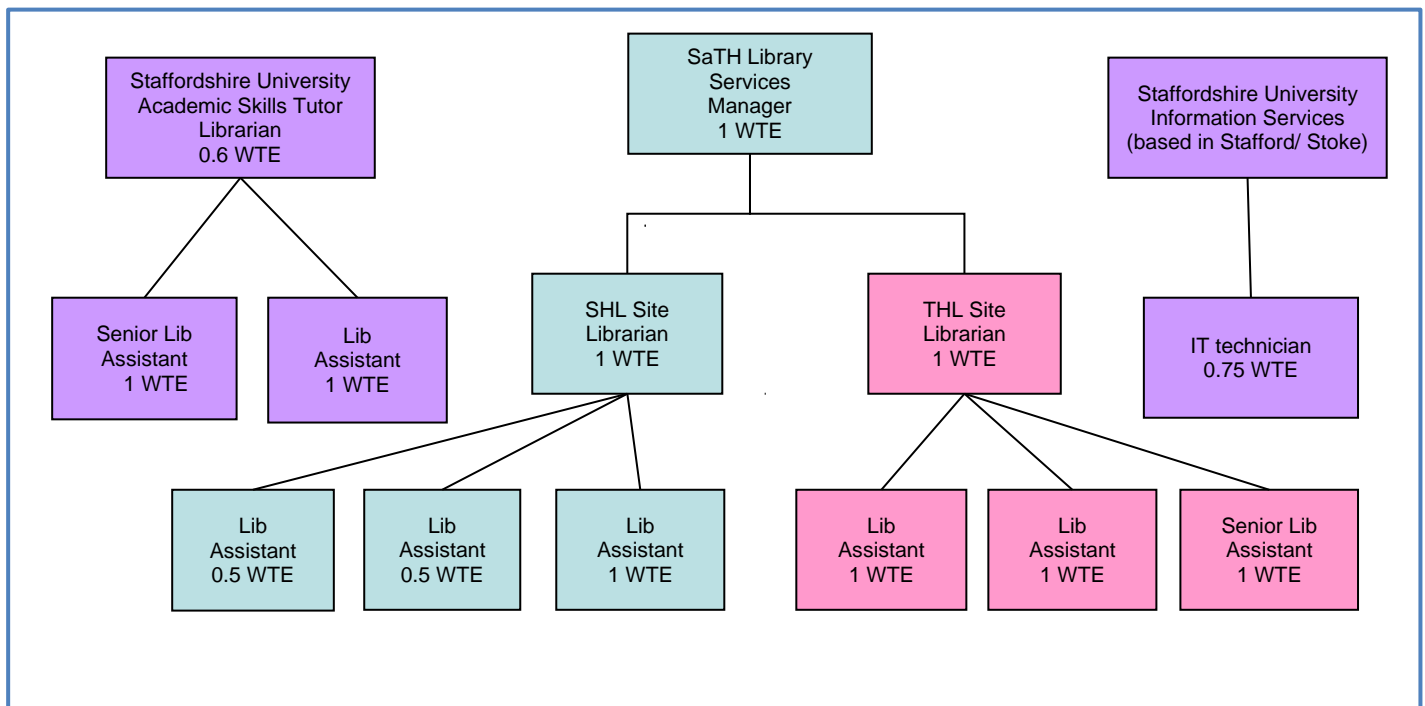 Staffordshire University
Academic Skills Tutor
Librarian
0.6 WTE
SaTH Library
Services
Manager
1 WTE
Staffordshire University
Information Services
(based in Stafford/ Stoke)
Senior Lib
Assistant
1 WTE
Lib
Assistant
1 WTE
SHL Site
Librarian
1 WTE
THL Site
Librarian
1 WTE
IT technician
0.75 WTE
Lib
Assistant
0.5 WTE
Lib
Assistant
0.5 WTE
Lib
Assistant
1 WTE
Lib
Assistant
1 WTE
Lib
Assistant
1 WTE
Senior Lib
Assistant
1 WTE